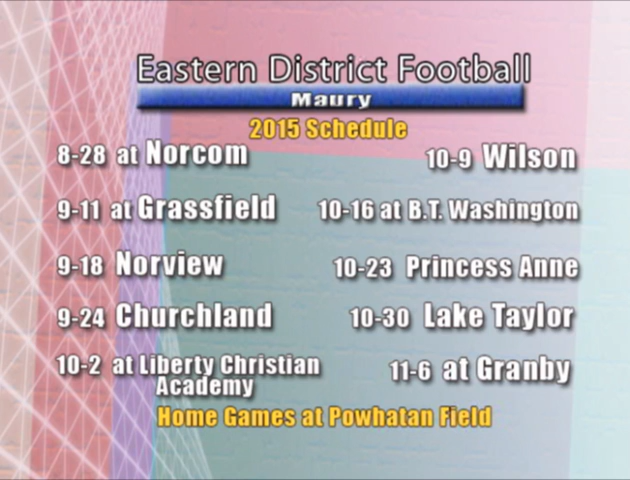 Eastern District Football
Maury
2015 Schedule
8-28 at Norcom
9-11 at Grassfield
9-18 Norview
9-24 Churchland
10-2 at Liberty Christian
Academy
10-9 Wilson
10-16 at B.T. Washington
10-23 Princess Anne
10-30 Lake Taylor
11-6 at Granby
Home Games at Powhatan Field